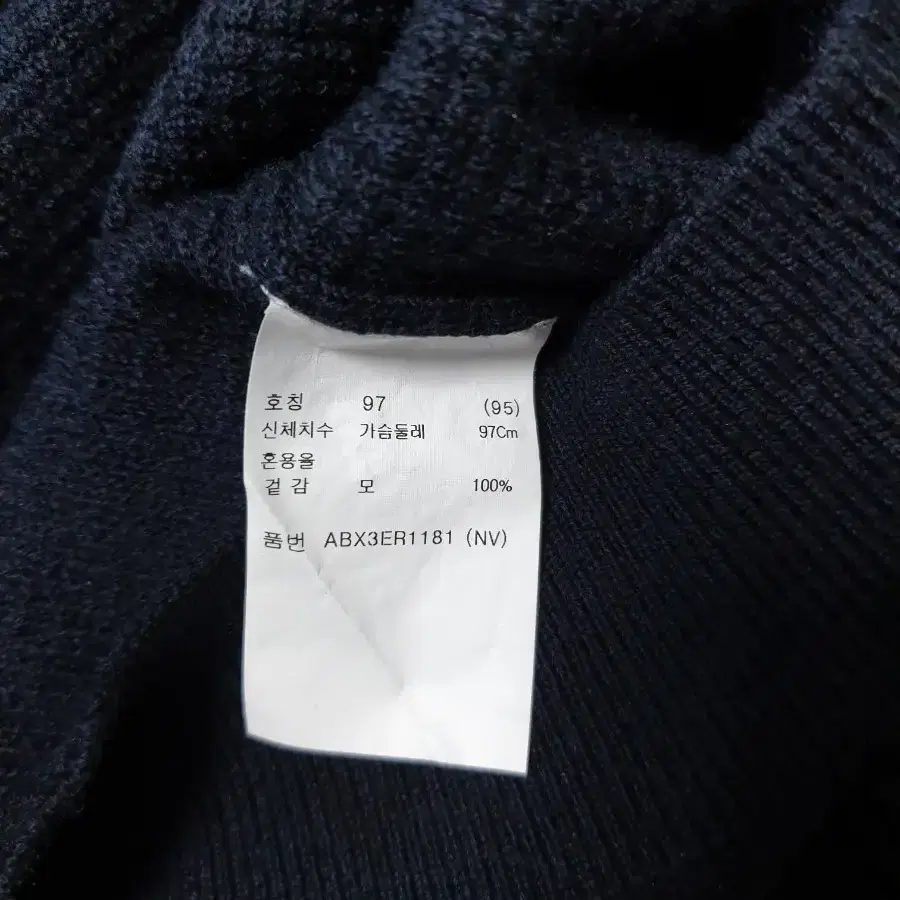 호칭 97 (95)
신체치수 가슴둘레 97Cm
혼용율
겉감 모 100%
품번 ABX3ER1181 (NV)